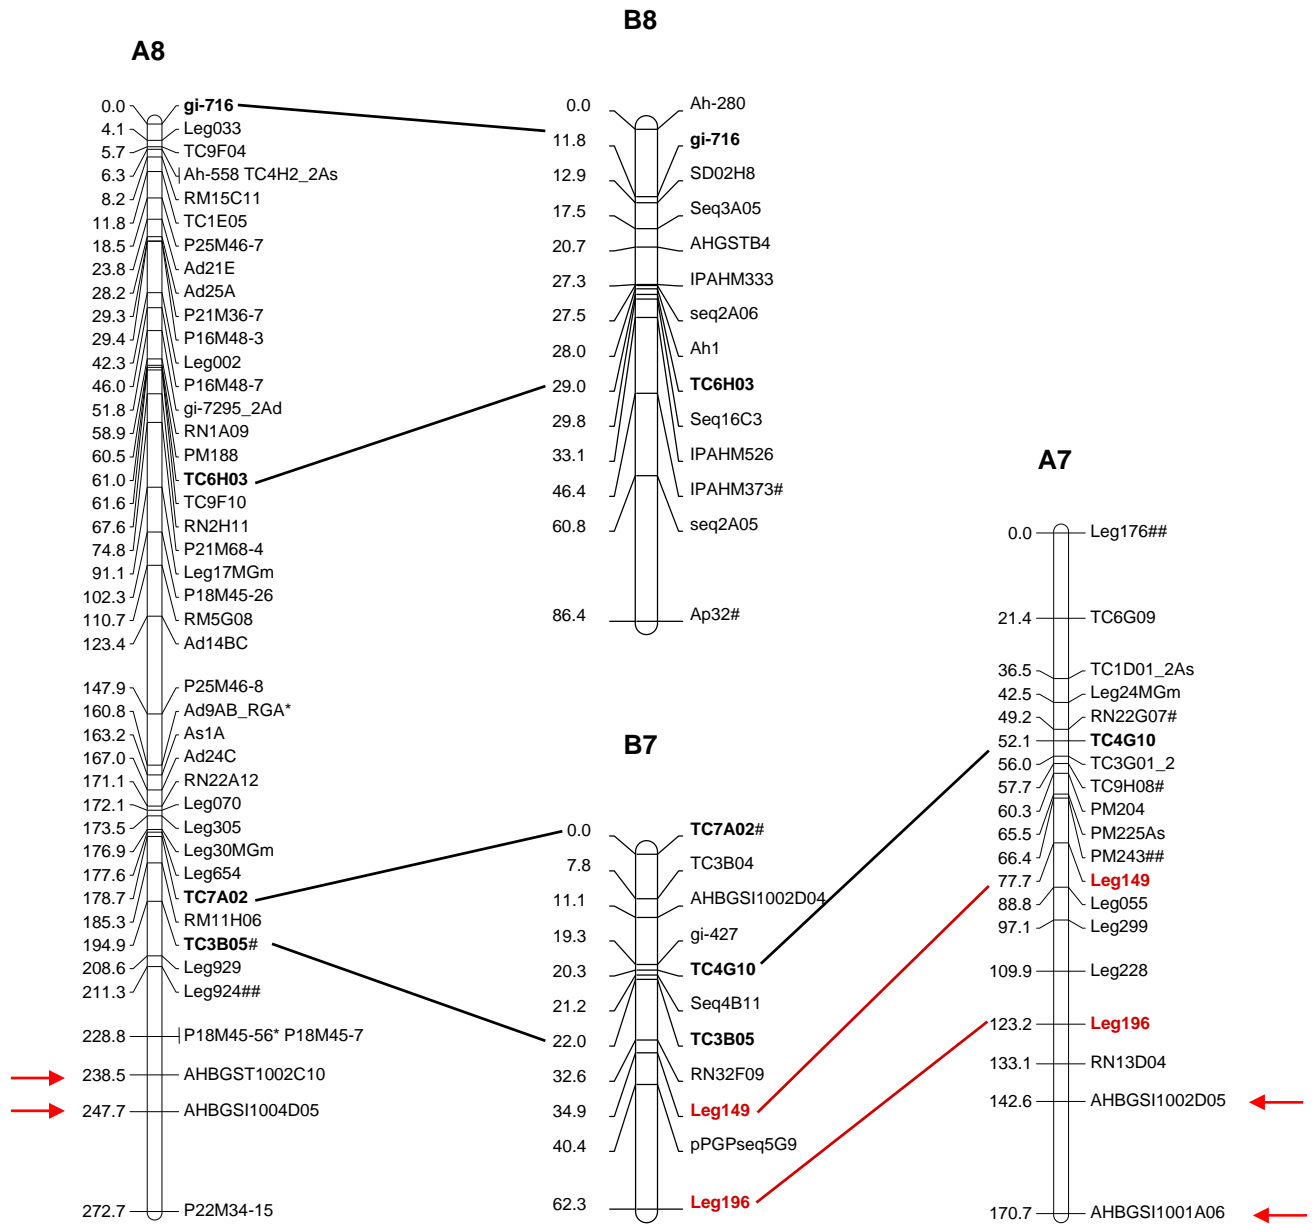 A8
0.0 gi-716
4.1 Leg033
5.7 TC9F04
6.3 Ah-558 TC4H2_2As
8.2 RM15C11
11.8 TC1E05
18.5 P25M46-7
23.8 Ad21E
28.2 Ad25A
29.3 P21M36-7
29.4 P16M48-3
42.3 Leg002
46.0 P16M48-7
51.8 gi-7295_2Ad
58.9 RN1A09
60.5 PM188
61.0 TC6H03
61.6 TC9F10
67.6 RN2H11
74.8 P21M68-4
91.1 Leg17MGm
102.3 P18M45-26
110.7 RM5G08
123.4 Ad14BC
147.9 P25M46-8
160.8 Ad9AB_RGA*
163.2 As1A
167.0 Ad24C
171.1 RN22A12
172.1 Leg070
173.5 Leg305
176.9 Leg30MGm
177.6 Leg654
178.7 TC7A02
185.3 RM11H06
194.9 TC3B05#
208.6 Leg929
211.3 Leg924##
228.8 P18M45-56* P18M45-7
238.5 AHBGST1002C10
247.7 AHBGSI1004D05
272.7 P22M34-15
B8
0.0 Ah-280
11.8 gi-716
12.9 SD02H8
17.5 Seq3A05
20.7 AHGSTB4
27.3 IPAHM333
27.5 seq2A06
28.0 Ah1
29.0 TC6H03
29.8 Seq16C3
33.1 IPAHM526
46.4 IPAHM373#
60.8 seq2A05
86.4 Ap32#
B7
0.0 TC7A02#
7.8 TC3B04
11.1 AHBGSI1002D04
19.3 gi-427
20.3 TC4G10
21.2 Seq4B11
22.0 TC3B05
32.6 RN32F09
34.9 Leg149
40.4 pPGPseq5G9
62.3 Leg196
A7
0.0 Leg176##
21.4 TC6G09
36.5 TC1D01_2As
42.5 Leg24MGm
49.2 RN22G07#
52.1 TC4G10
56.0 TC3G01_2
57.7 TC9H08#
60.3 PM204
65.5 PM225As
66.4 PM243##
77.7 Leg149
88.8 Leg055
97.1 Leg299
109.9 Leg228
123.2 Leg196
133.1 RN13D04
142.6 AHBGSI1002D05
170.7 AHBGSI1001A06